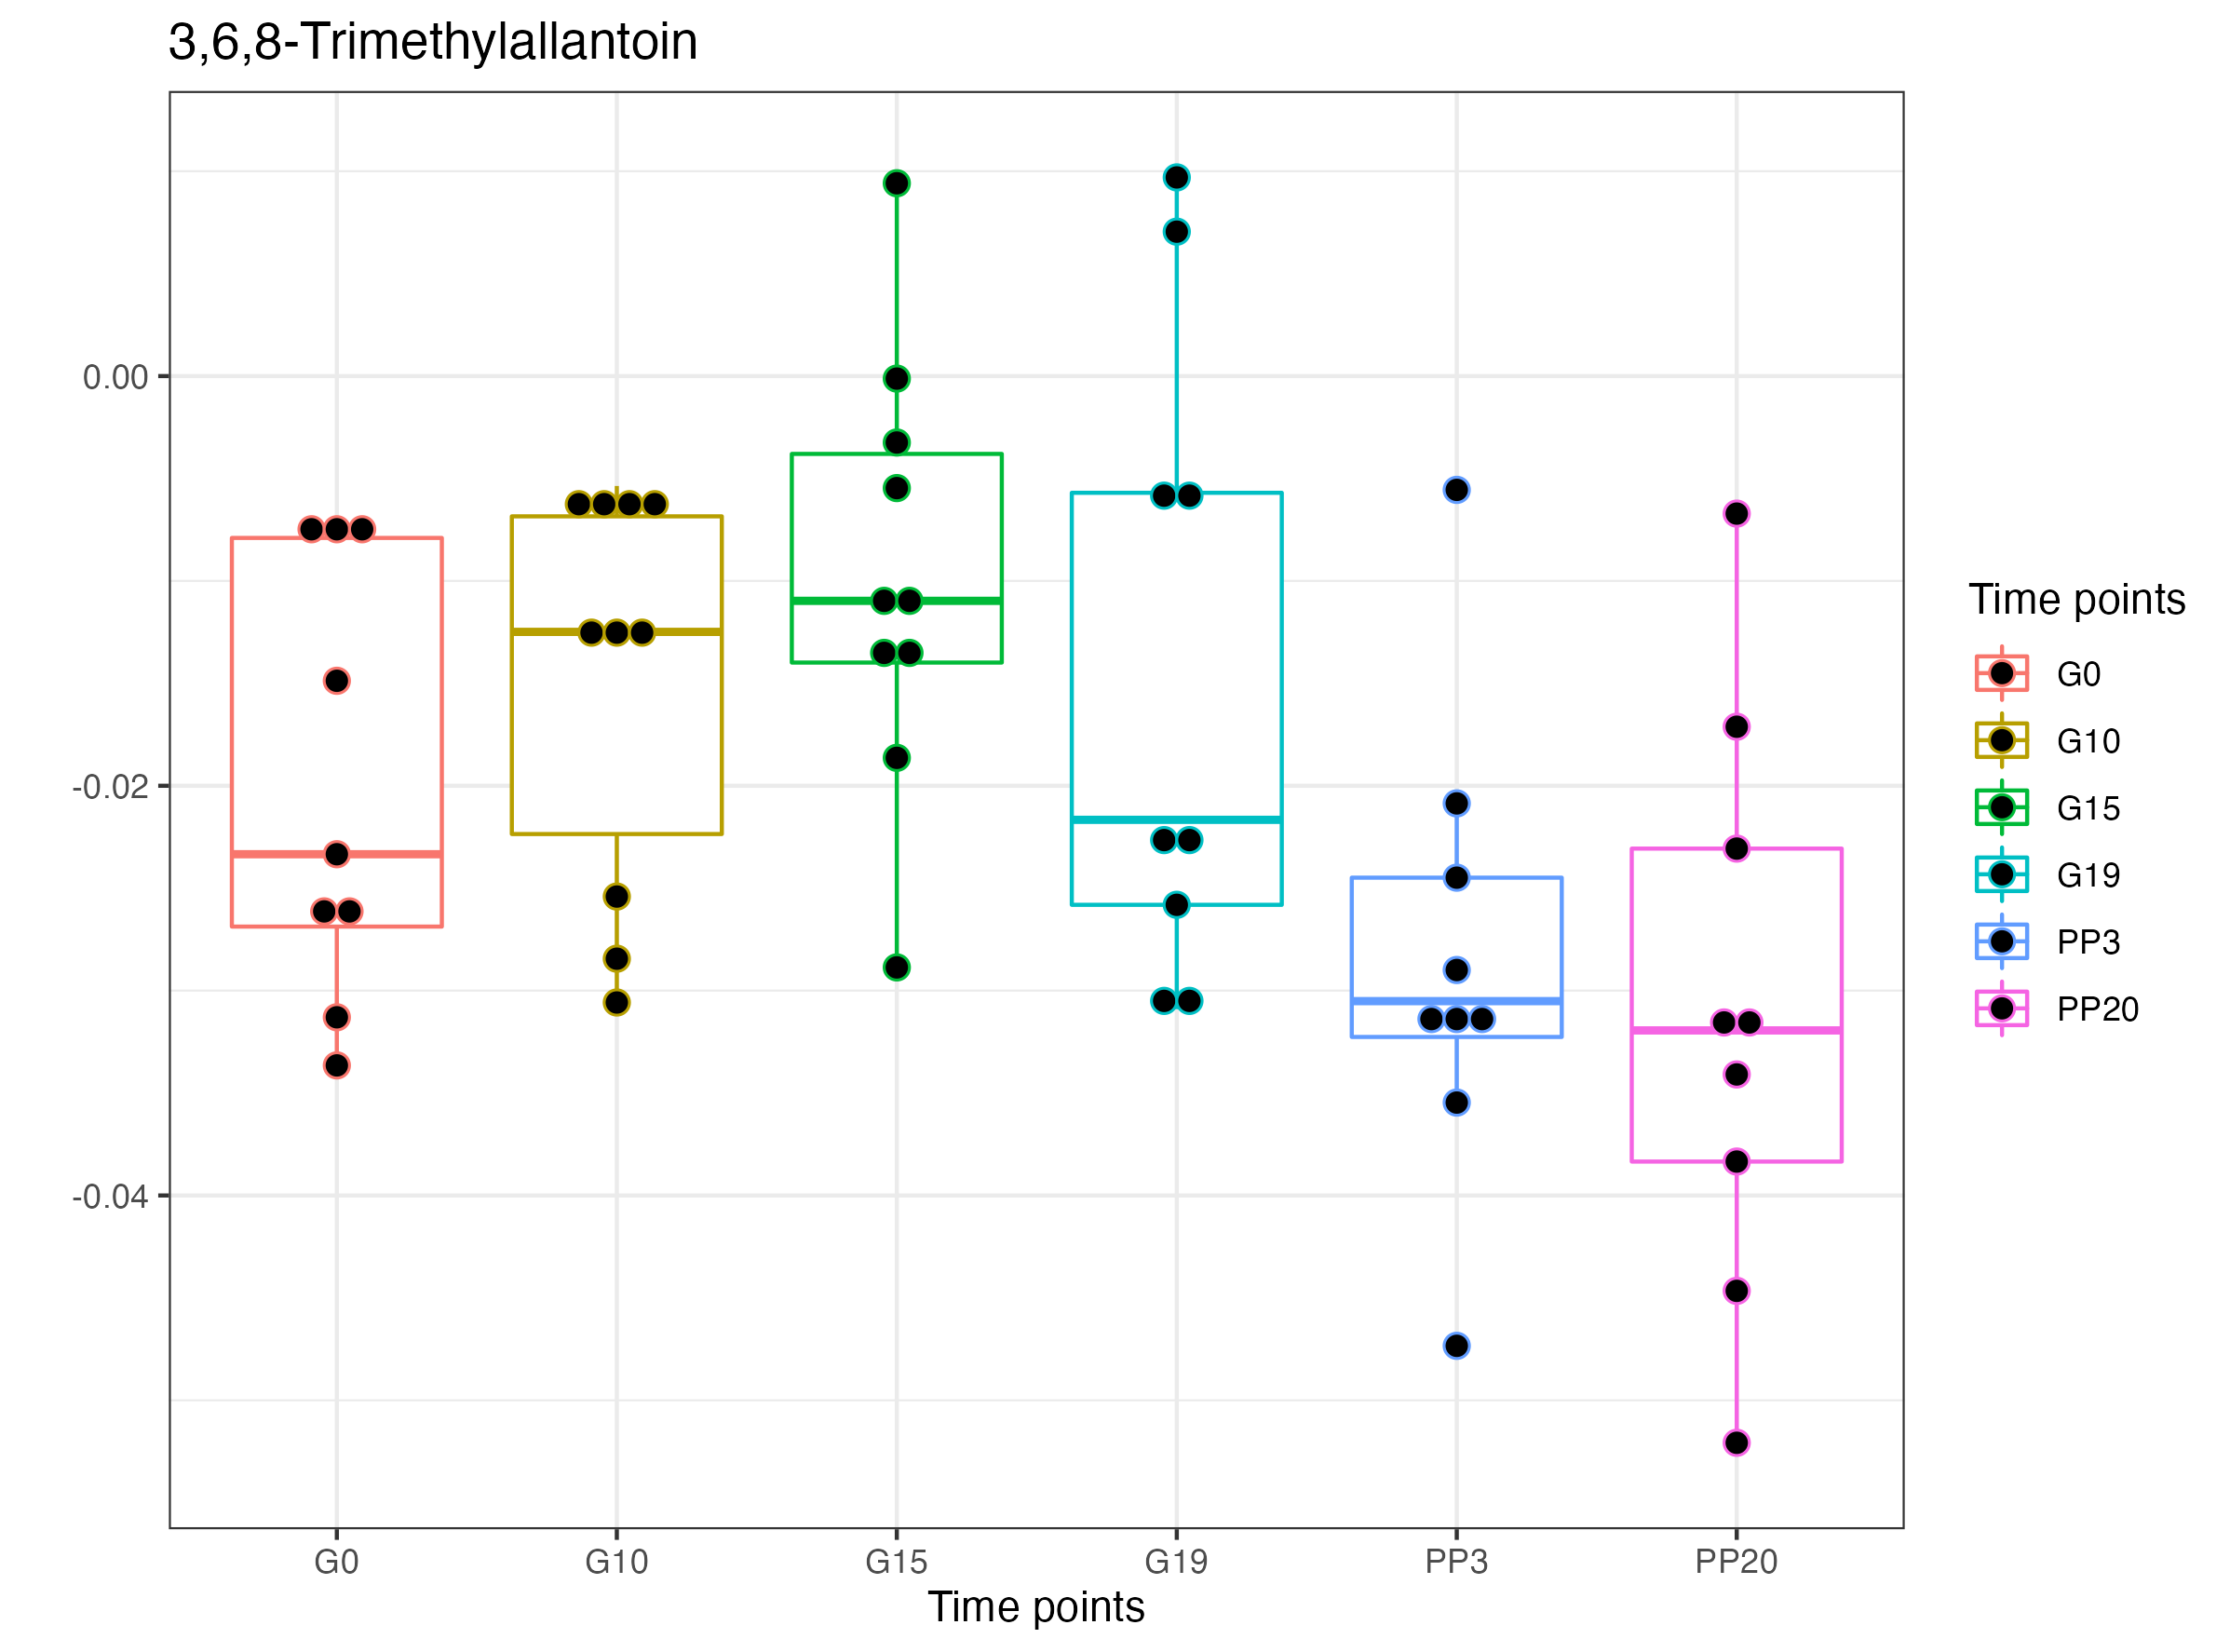 3,6,8-Trimethylallantoin
0.00
-0.02
-0.04
G0
G10
G15
G19
PP3
PP20
Time points
Time points
G0
G10
G15
G19
PP3
PP20